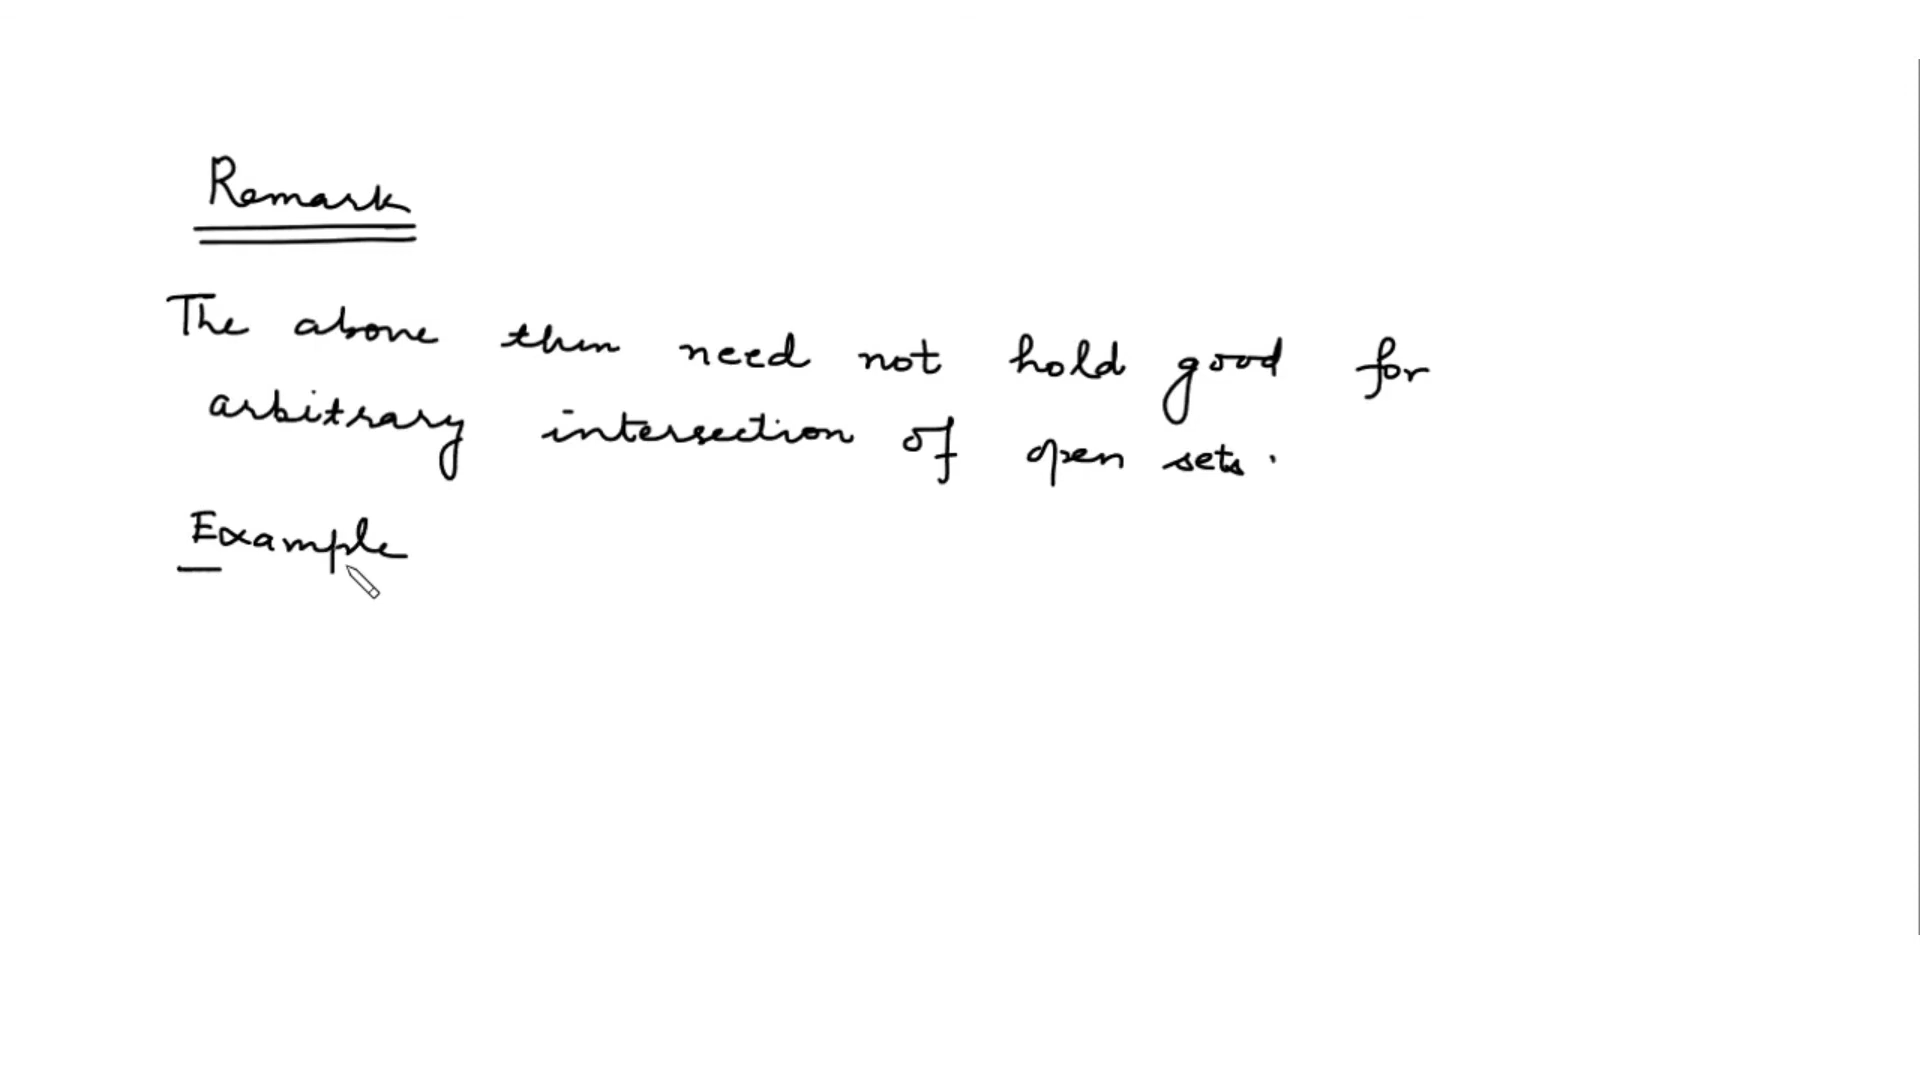 Remark
The above thm need not hold good for
arbitrary intersection of open sets.
Example